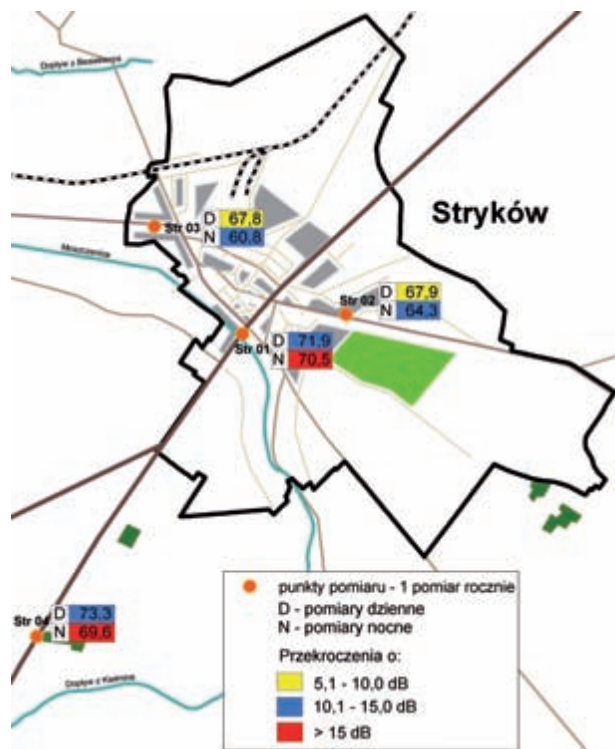 Stryków
Str 03
D 67,8
N 60,8
Str 02
D 67,9
N 64,3
Str 01
D 71,9
N 70,5
Str 04
D 73,3
N 69,6
Moszczenica
Dopływ z
Dopływ z
punkty pomiaru - 1 pomiar rocznie
D - pomiary dzienne
N - pomiary nocne
Przekroczenia o:
5,1 - 10,0 dB
10,1 - 15,0 dB
> 15 dB